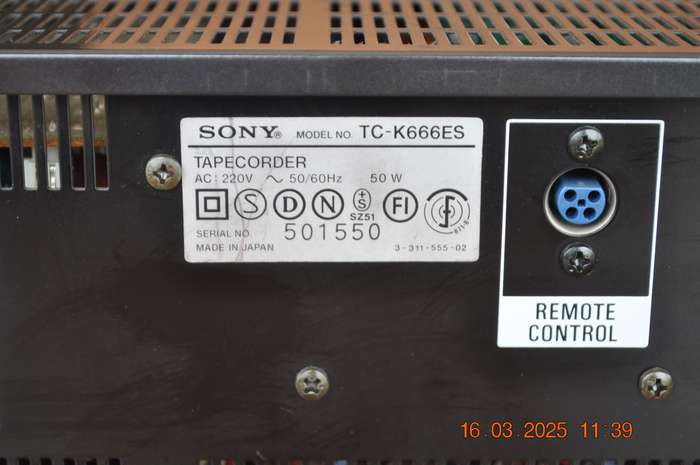 SONY® MODEL NO. TC-K666ES
TAPECORDER
AC: 220V ~ 50/60Hz 50 W
S D N +S FI
SZ51
SERIAL NO. 501550
MADE IN JAPAN 3-311-555-02
REMOTE
CONTROL
16.03.2025 11:39